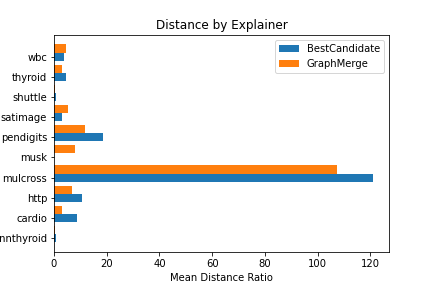 Distance by Explainer
BestCandidate
GraphMerge
wbc
thyroid
shuttle
satimage
pendigits
musk
mulcross
http
cardio
nnthyroid
0 20 40 60 80 100 120
Mean Distance Ratio